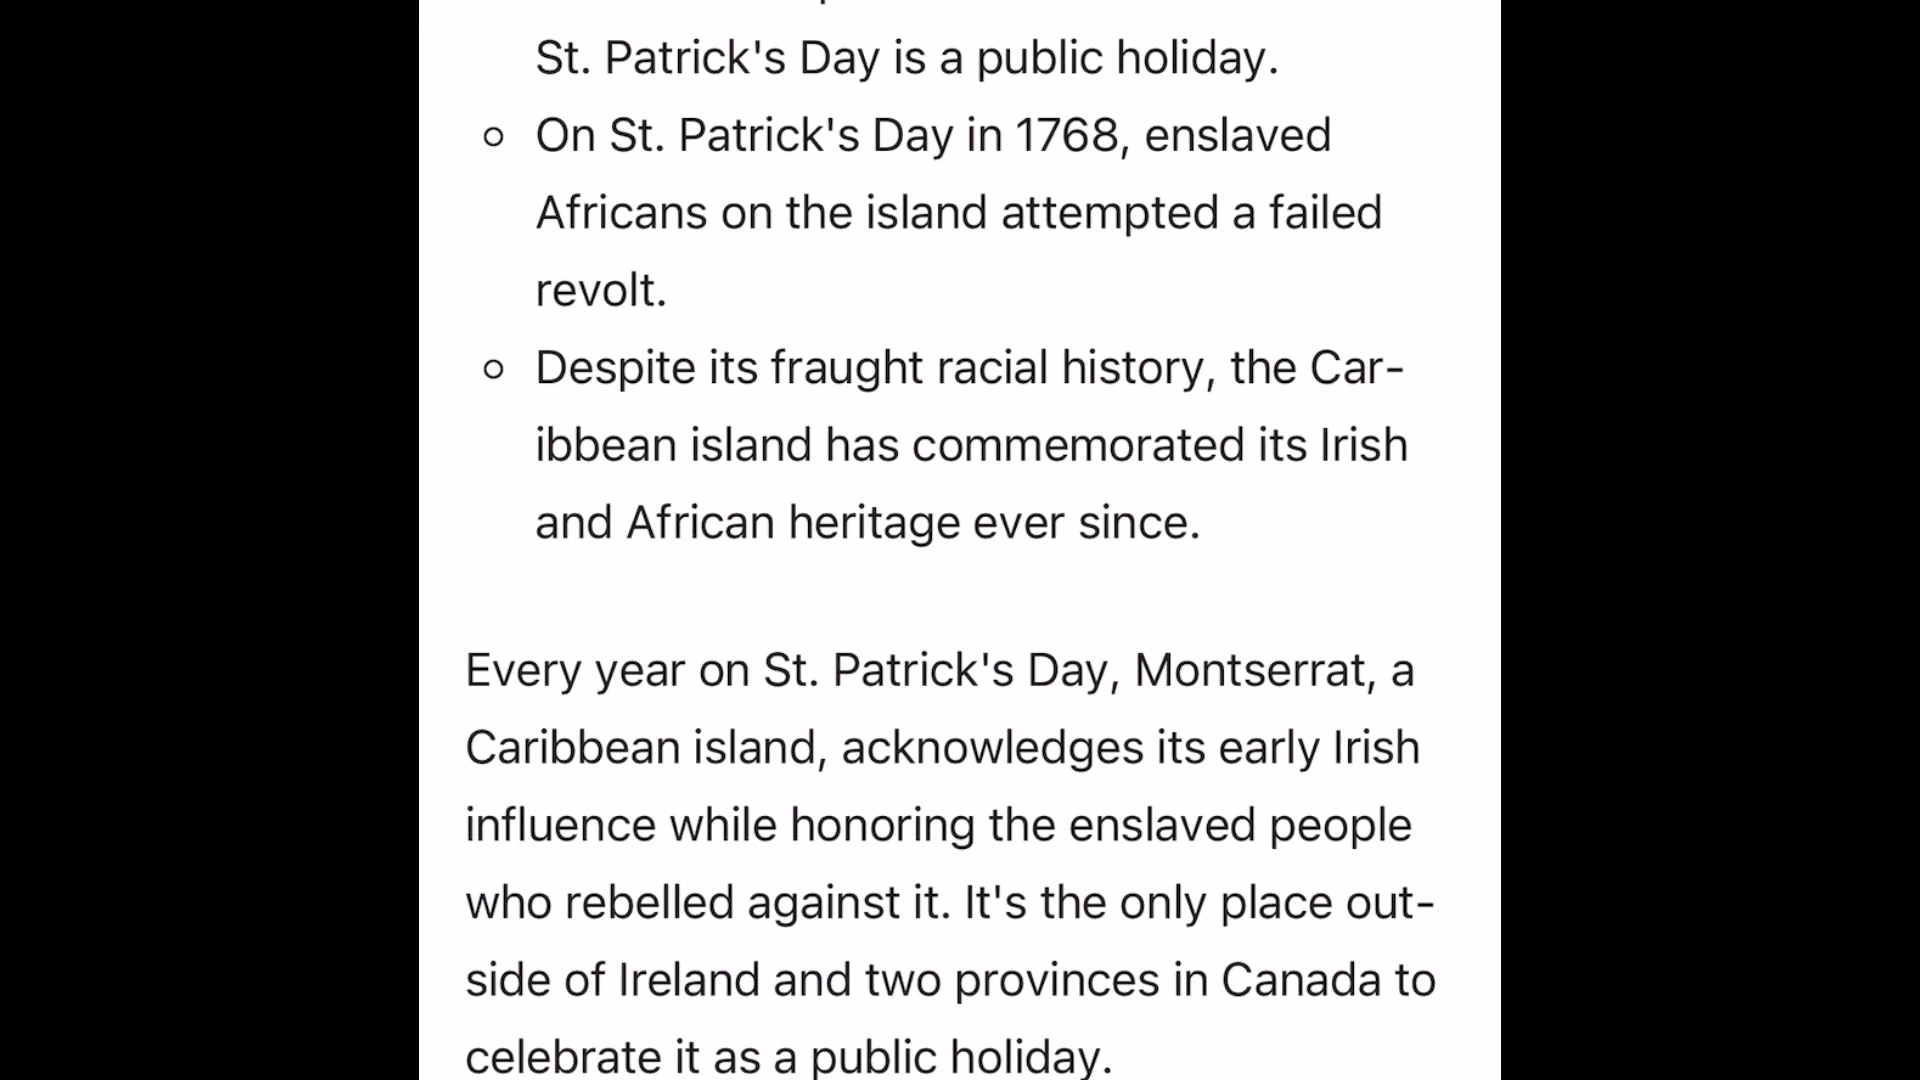 St. Patrick's Day is a public holiday.
○ On St. Patrick's Day in 1768, enslaved
Africans on the island attempted a failed
revolt.
○ Despite its fraught racial history, the Car-
ibbean island has commemorated its Irish
and African heritage ever since.
Every year on St. Patrick's Day, Montserrat, a
Caribbean island, acknowledges its early Irish
influence while honoring the enslaved people
who rebelled against it. It's the only place out-
side of Ireland and two provinces in Canada to
celebrate it as a public holiday.